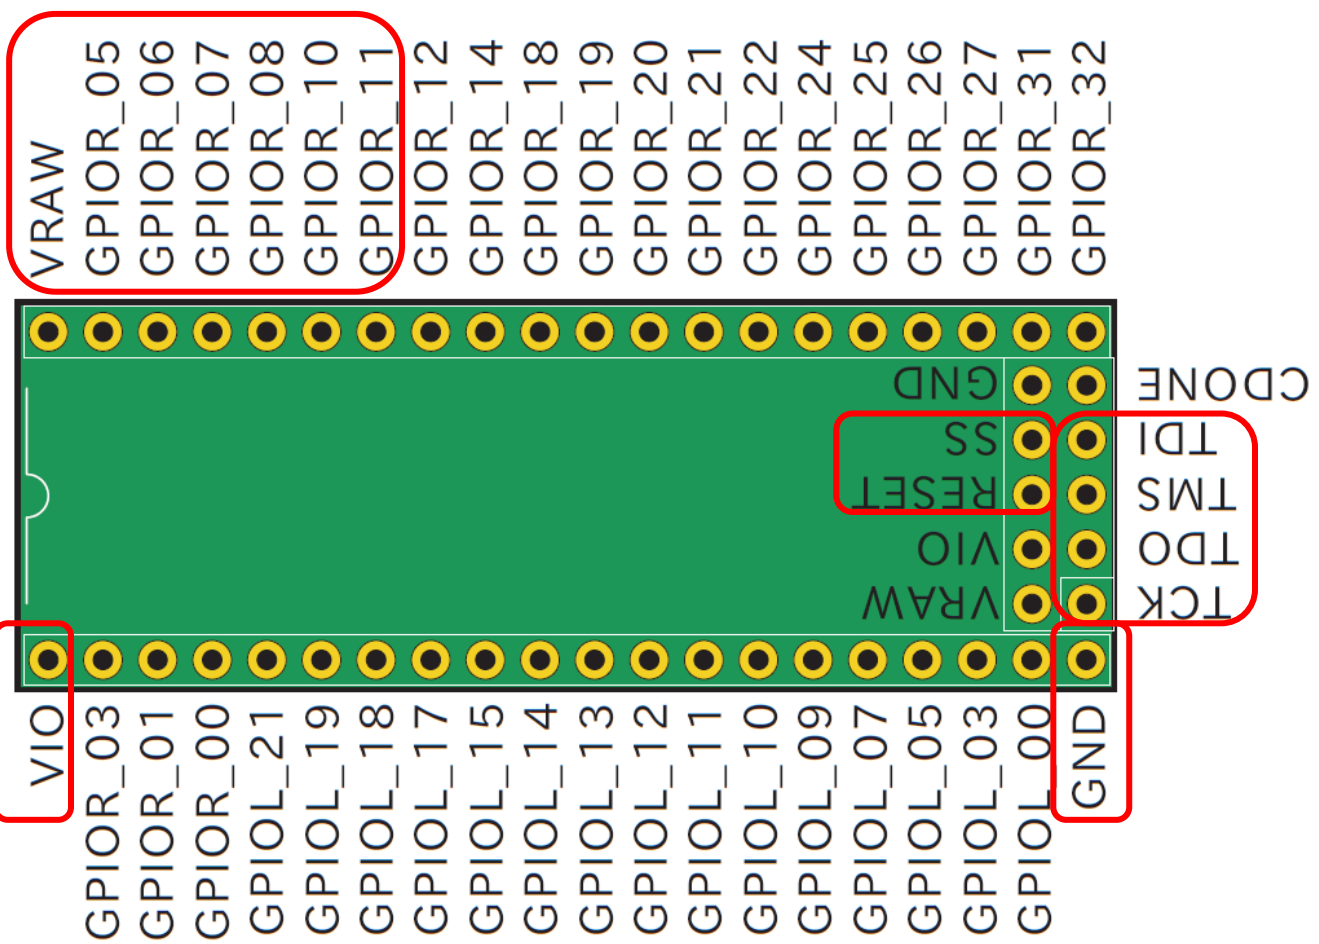 VRAW
GPIOR_05
GPIOR_06
GPIOR_07
GPIOR_08
GPIOR_10
GPIOR_11
GPIOR_12
GPIOR_14
GPIOR_18
GPIOR_19
GPIOR_20
GPIOR_21
GPIOR_22
GPIOR_24
GPIOR_25
GPIOR_26
GPIOR_27
GPIOR_31
GPIOR_32
GND
CDONE
SS
TDI
RESET
TMS
VIO
TDO
VRAW
TCK
VIO
GPIOR_03
GPIOR_01
GPIOR_00
GPIOL_21
GPIOL_19
GPIOL_18
GPIOL_17
GPIOL_15
GPIOL_14
GPIOL_13
GPIOL_12
GPIOL_11
GPIOL_10
GPIOL_09
GPIOL_07
GPIOL_05
GPIOL_03
GPIOL_00
GND